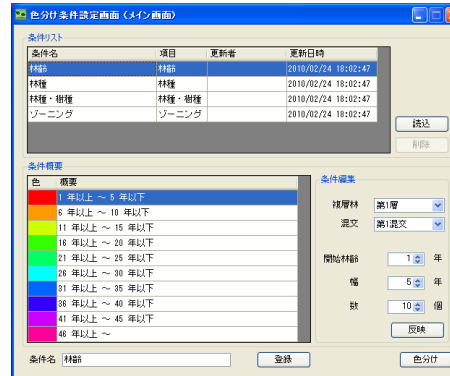 色分け条件設定画面（メイン画面）
条件リスト
条件名 項目 更新者 更新日時
林齢 林齢 2010/02/24 18:02:47
林種 林種 2010/02/24 18:02:47
林種・樹種 林種・樹種 2010/02/24 18:02:47
ゾーニング ゾーニング 2010/02/24 18:02:47
読込
削除
条件概要
色 概要
1 年以上 ～ 5 年以下
6 年以上 ～ 10 年以下
11 年以上 ～ 15 年以下
16 年以上 ～ 20 年以下
21 年以上 ～ 25 年以下
26 年以上 ～ 30 年以下
31 年以上 ～ 35 年以下
36 年以上 ～ 40 年以下
41 年以上 ～ 45 年以下
46 年以上 ～
条件編集
複層林 第1層
混交 第1混交
開始林齢 1 年
幅 5 年
数 10 個
反映
条件名 林齢 登録 色分け